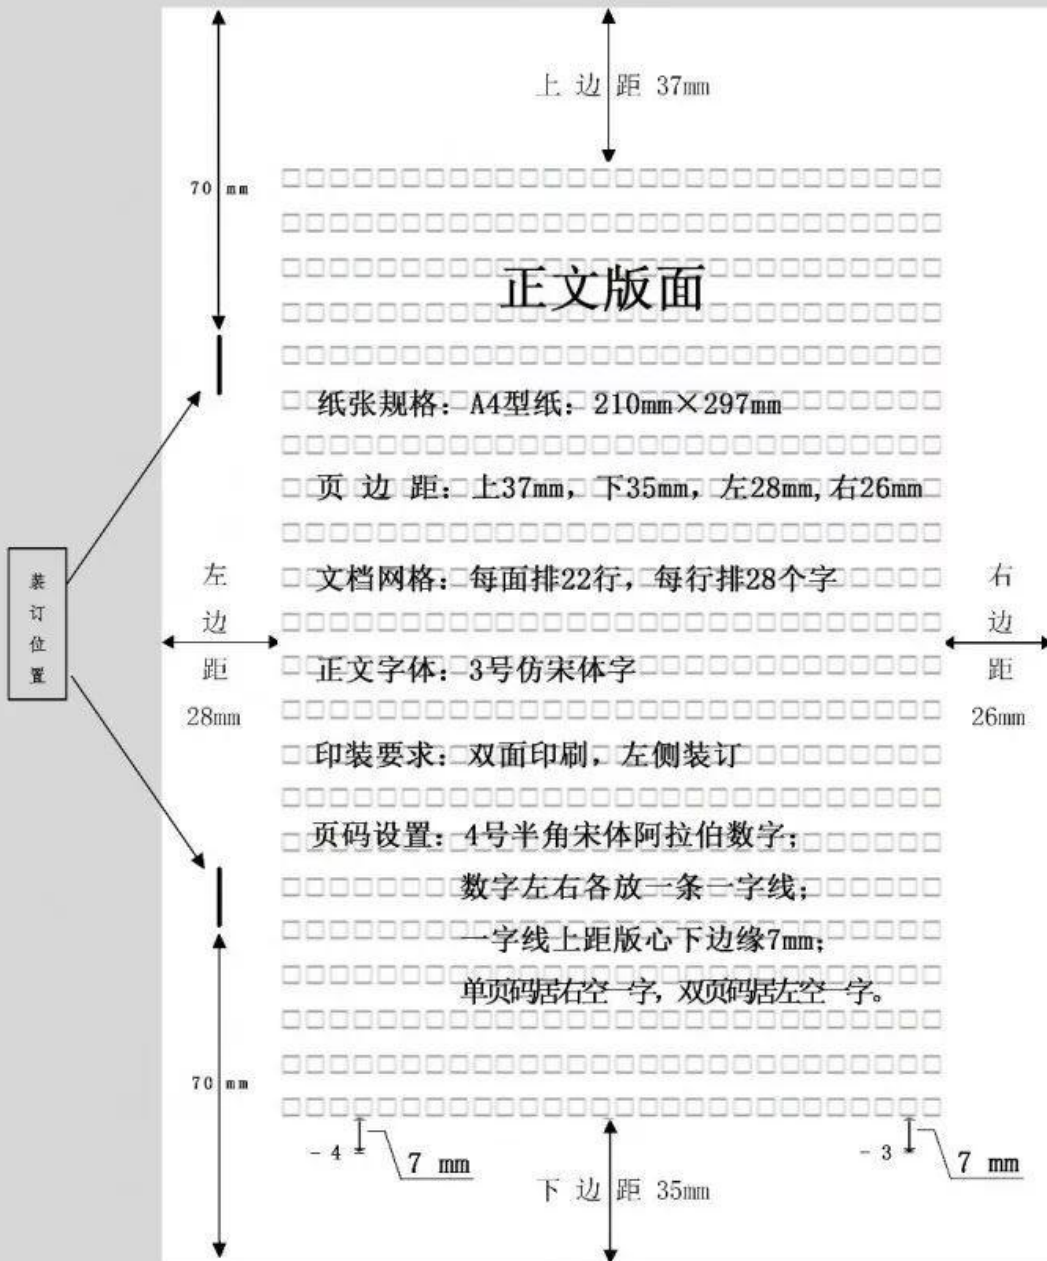 上 边 距 37mm
70 mm
正文版面
纸张规格：A4型纸：210mm×297mm
页 边 距：上37mm，下35mm，左28mm,右26mm
文档网格：每面排22行，每行排28个字
装订位置
左边距
28mm
右边距
26mm
正文字体：3号仿宋体字
印装要求：双面印刷，左侧装订
页码设置：4号半角宋体阿拉伯数字；
数字左右各放一条一字线；
一字线上距版心下边缘7mm；
单页码居右空一字，双页码居左空一字。
70 mm
- 4 -
7 mm
下 边 距 35mm
- 3 -
7 mm